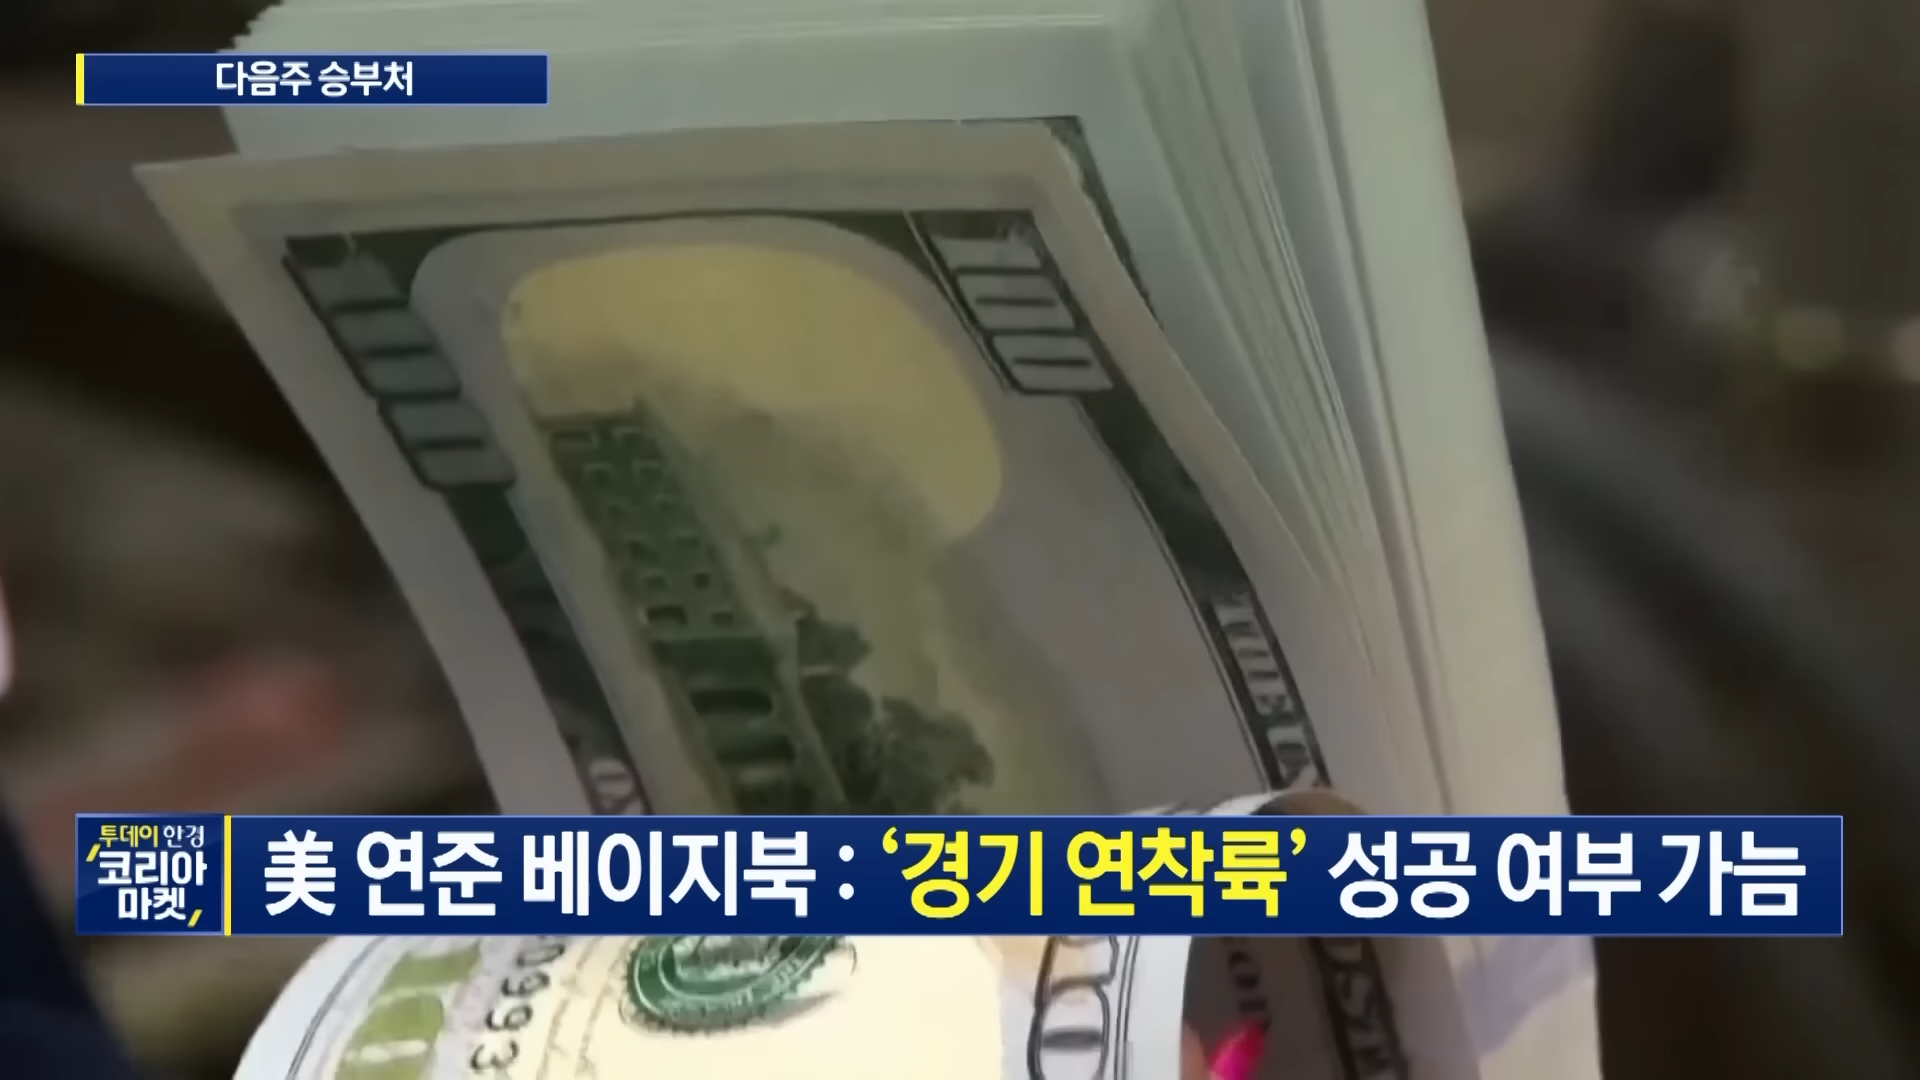 다음주 승부처
100
투데이 한경
코리아
마켓
美 연준 베이지북 : ‘경기 연착륙’ 성공 여부 가늠